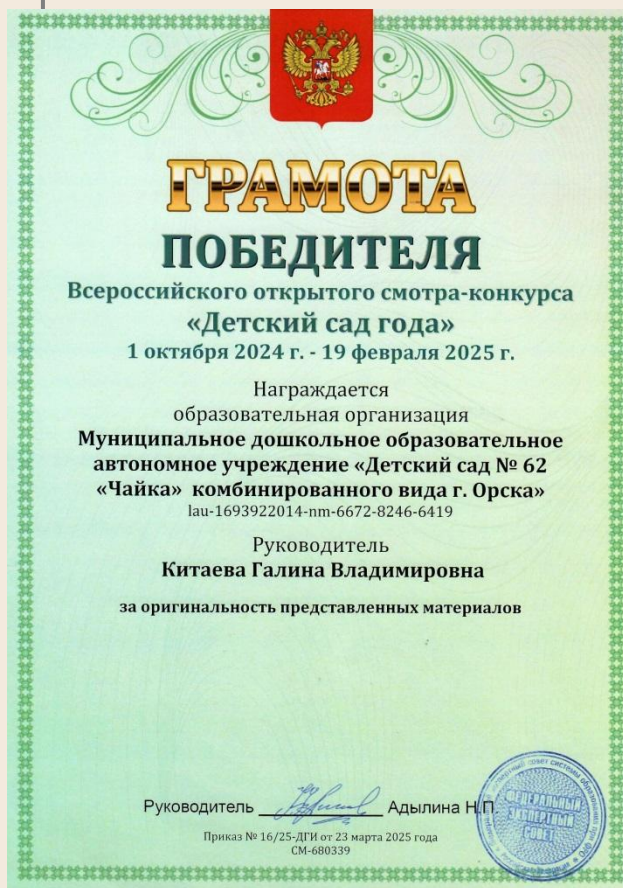 ГРАМОТА
ПОБЕДИТЕЛЯ
Всероссийского открытого смотра-конкурса
«Детский сад года»
1 октября 2024 г. - 19 февраля 2025 г.
Награждается
образовательная организация
Муниципальное дошкольное образовательное
автономное учреждение «Детский сад № 62
«Чайка» комбинированного вида г. Орска»
lau-1693922014-nm-6672-8246-6419
Руководитель
Китаева Галина Владимировна
за оригинальность представленных материалов
Руководитель Адылина Н.П.
Приказ № 16/25-ДГИ от 23 марта 2025 года
СМ-680339
ФЕДЕРАЛЬНЫЙ
ЭКСПЕРТНЫЙ
СОВЕТ